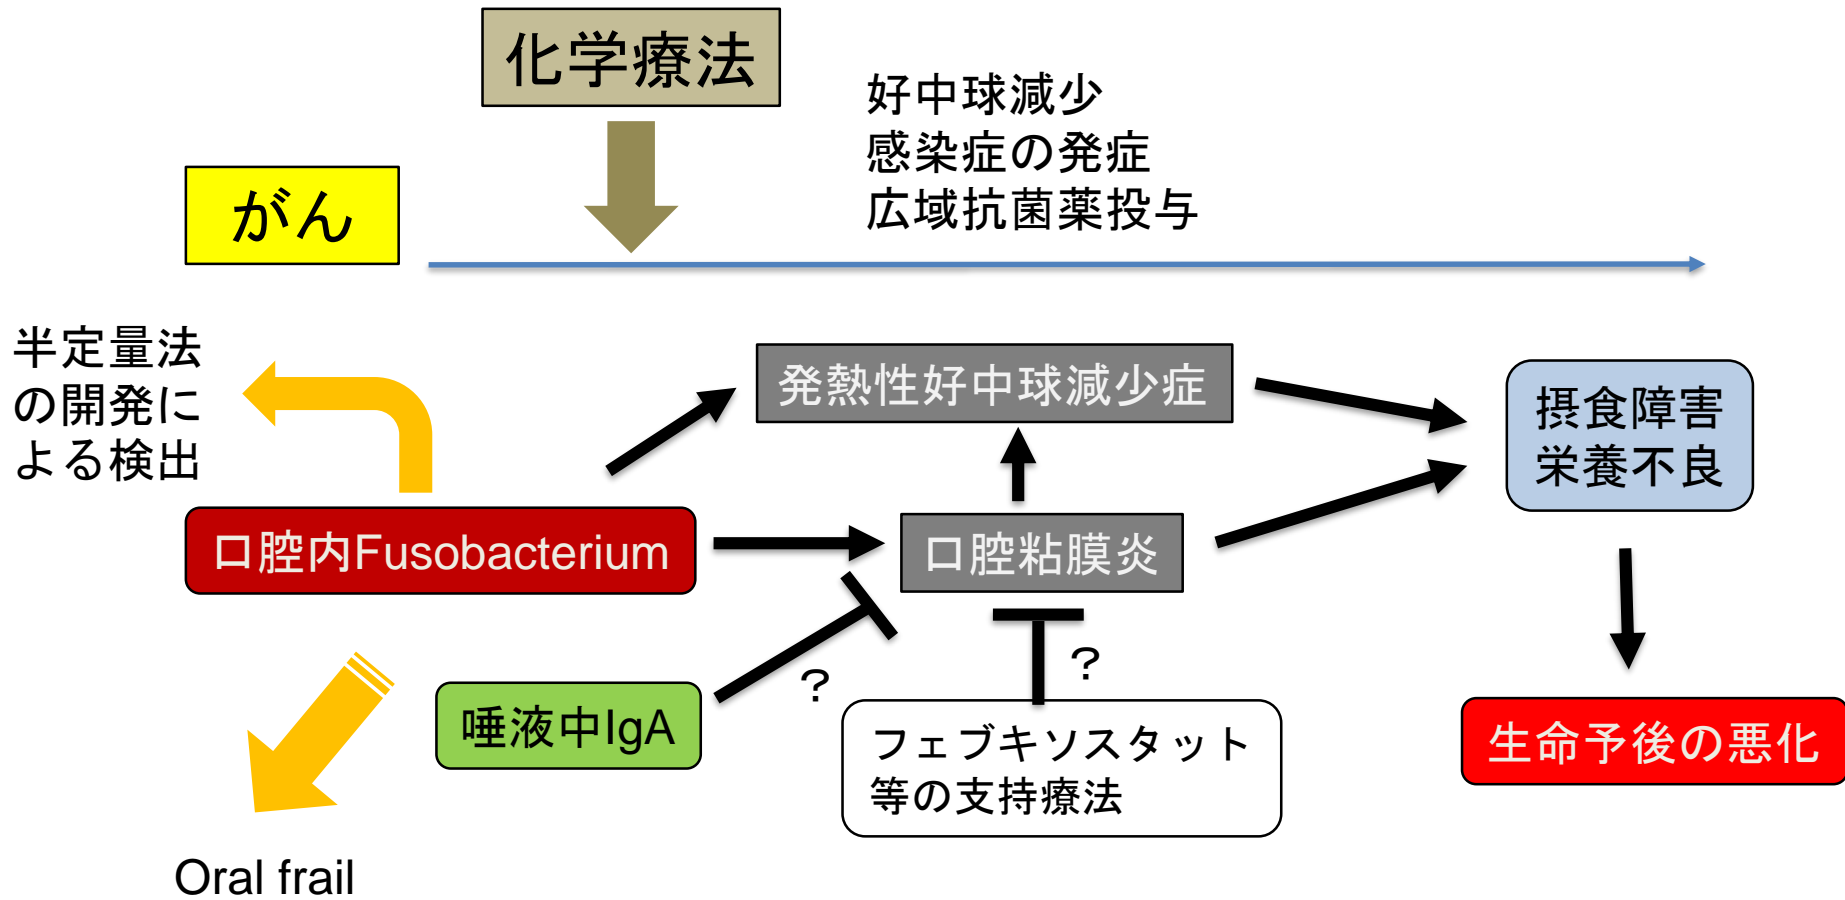 化学療法
好中球減少
感染症の発症
広域抗菌薬投与
がん
半定量法
の開発に
よる検出
発熱性好中球減少症
摂食障害
栄養不良
口腔内Fusobacterium
口腔粘膜炎
?
?
唾液中IgA
フェブキソスタット
等の支持療法
生命予後の悪化
Oral frail